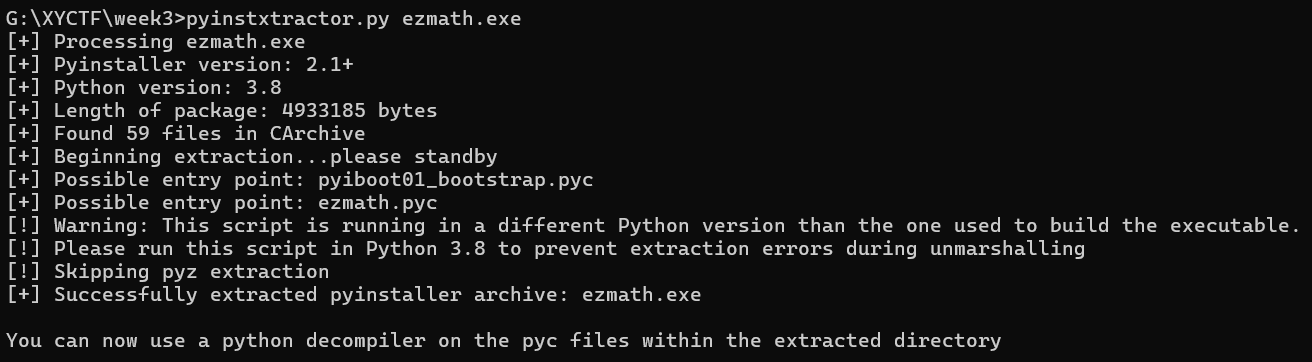 G:\XYCTF\week3>pyinstxtractor.py ezmath.exe
[+] Processing ezmath.exe
[+] Pyinstaller version: 2.1+
[+] Python version: 3.8
[+] Length of package: 4933185 bytes
[+] Found 59 files in CArchive
[+] Beginning extraction...please standby
[+] Possible entry point: pyiboot01_bootstrap.pyc
[+] Possible entry point: ezmath.pyc
[!] Warning: This script is running in a different Python version than the one used to build the executable.
[!] Please run this script in Python 3.8 to prevent extraction errors during unmarshalling
[!] Skipping pyz extraction
[+] Successfully extracted pyinstaller archive: ezmath.exe
You can now use a python decompiler on the pyc files within the extracted directory